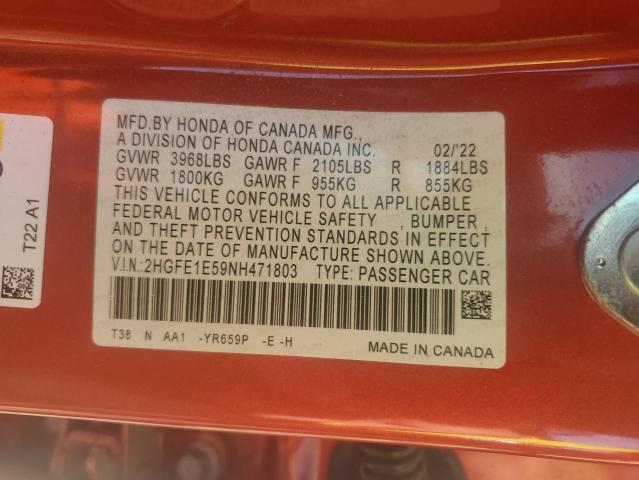 MFD.BY HONDA OF CANADA MFG.,
A DIVISION OF HONDA CANADA INC. 02/'22
GVWR 3968LBS GAWR F 2105LBS R 1884LBS
GVWR 1800KG GAWR F 955KG R 855KG
THIS VEHICLE CONFORMS TO ALL APPLICABLE
FEDERAL MOTOR VEHICLE SAFETY , BUMPER,
AND THEFT PREVENTION STANDARDS IN EFFECT
ON THE DATE OF MANUFACTURE SHOWN ABOVE.
V.I.N.:2HGFE1E59NH471803 TYPE: PASSENGER CAR
T38 N AA1 -YR659P -E -H
MADE IN CANADA
T22 A1